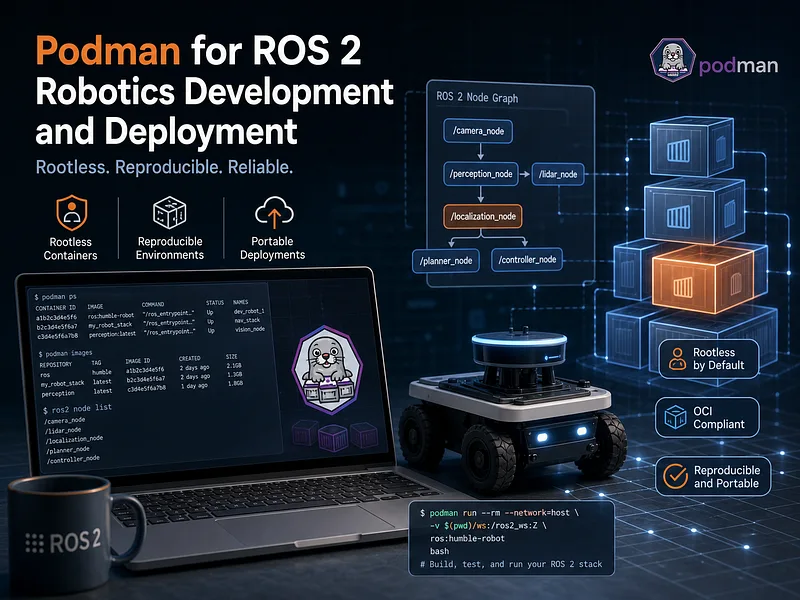 Podman for ROS 2
Robotics Development
and Deployment
Rootless. Reproducible. Reliable.
Rootless
Containers
Reproducible
Environments
Portable
Deployments
podman
ROS 2 Node Graph
/camera_node
/perception_node
/lidar_node
/localization_node
/planner_node
/controller_node
$ podman ps
CONTAINER ID IMAGE COMMAND STATUS NAMES
a1b2c3d4e5f6 ros:humble-robot "/ros_entrypoint…" Up dev_robot_1
b2c3d4e5f6a7 my_robot_stack "/ros_entrypoint…" Up nav_stack
c3d4e5f6a7b8 perception:latest "/ros_entrypoint…" Up vision_node
$ podman images
REPOSITORY TAG IMAGE ID CREATED SIZE
ros humble a1b2c3d4e5f6 2 days ago 2.1GB
my_robot_stack latest b2c3d4e5f6a7 2 days ago 1.3GB
perception latest c3d4e5f6a7b8 1 day ago 1.8GB
$ ros2 node list
/camera_node
/lidar_node
/localization_node
/planner_node
/controller_node
Rootless
by Default
OCI
Compliant
Reproducible
and Portable
ROS 2
$ podman run --rm --network=host \
-v $(pwd)/ws:/ros2_ws:Z \
ros:humble-robot
bash
# Build, test, and run your ROS 2 stack